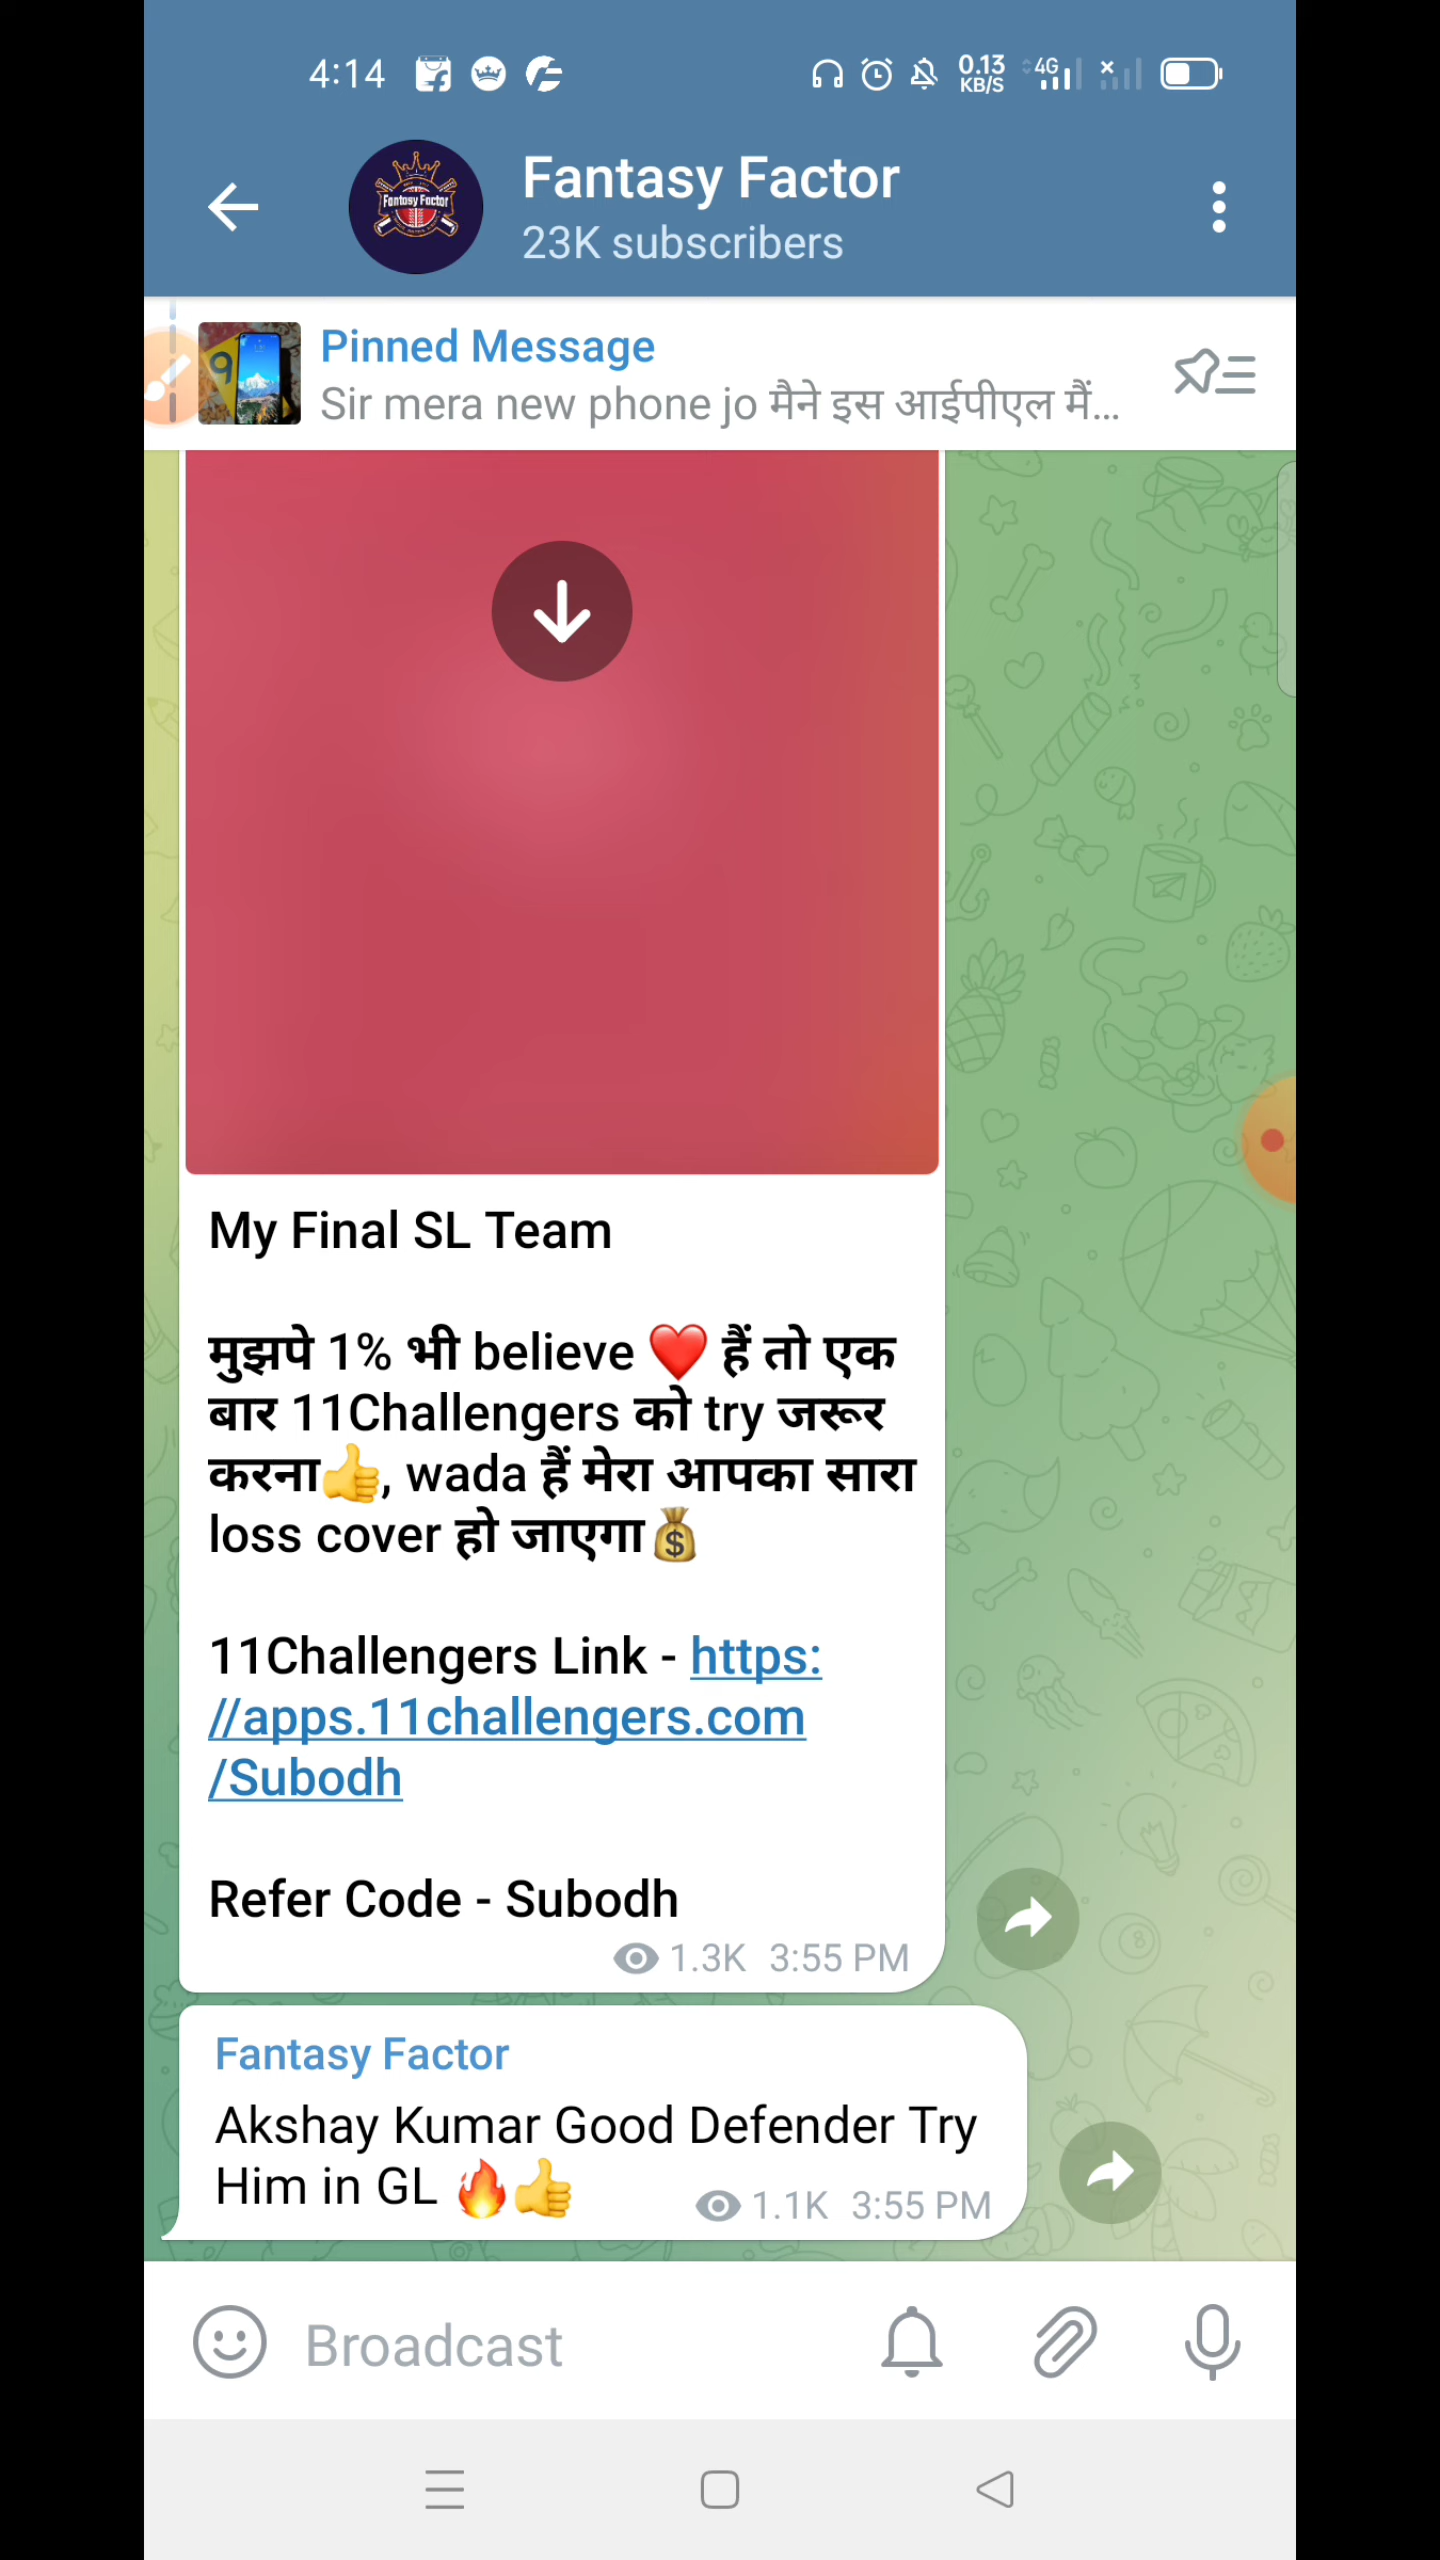 4:14
0.13
KB/S
4G
Fantasy Factor
Fantasy Factor
23K subscribers
9
Pinned Message
Sir mera new phone jo मैने इस आईपीएल मैं...
My Final SL Team
मुझपे 1% भी believe ❤️ हैं तो एक
बार 11Challengers को try जरूर
करना👍, wada हैं मेरा आपका सारा
loss cover हो जाएगा💰
11Challengers Link - https:
//apps.11challengers.com
/Subodh
Refer Code - Subodh
1.3K 3:55 PM
Fantasy Factor
Akshay Kumar Good Defender Try
Him in GL 🔥👍
1.1K 3:55 PM
Broadcast